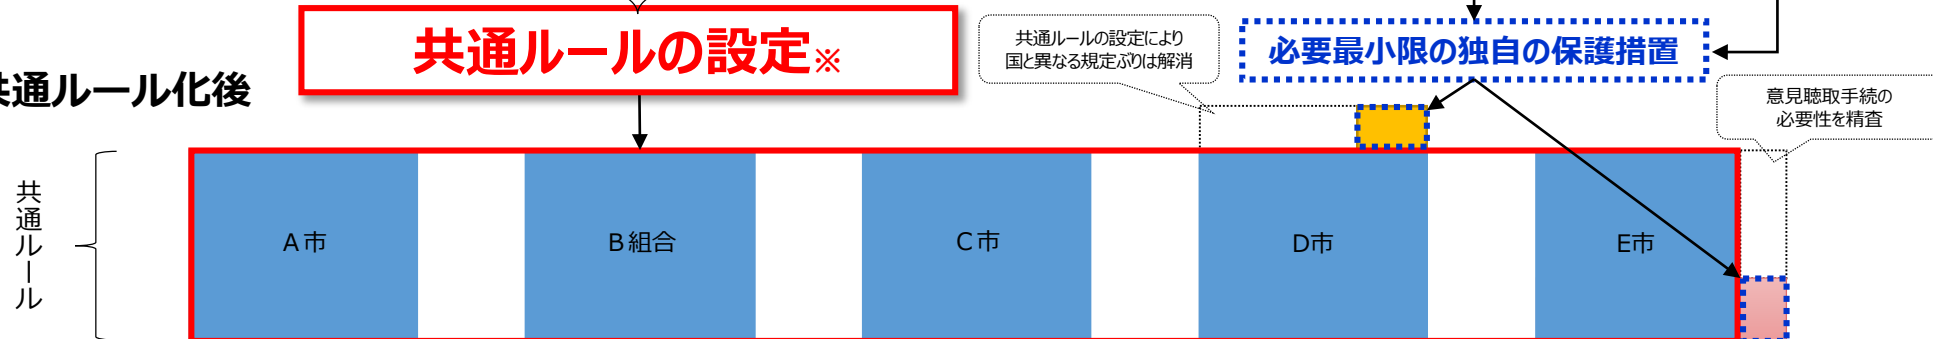 共通ルールの設定※
共通ルールの設定により
国と異なる規定ぶりは解消
必要最小限の独自の保護措置
共通ルール化後
意見聴取手続の
必要性を精査
共通ルール
A市
B組合
C市
D市
E市